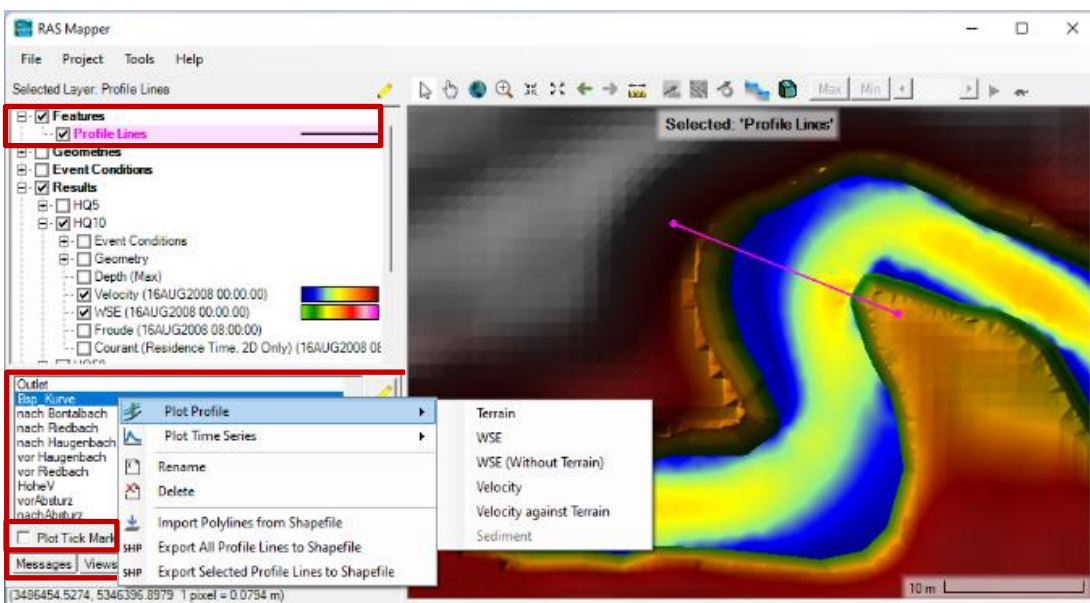 RAS Mapper
File Project Tools Help
Selected Layer: Profile Lines
Max Min
Features
Profile Lines
Geometries
Event Conditions
Results
HQ5
HQ10
Event Conditions
Geometry
Depth (Max)
Velocity (16AUG2008 00:00:00)
WSE (16AUG2008 00:00:00)
Froude (16AUG2008 08:00:00)
Courant (Residence Time, 2D Only) (16AUG2008 08
Selected: 'Profile Lines'
Outlet
Bsp_Kurve
nach Bontalbach
nach Riedbach
nach Haugenbach
vor Haugenbach
vor Riedbach
HoheV
vorAbsturz
nachAbsturz
Plot Tick Mark
Messages Views
Plot Profile
Plot Time Series
Rename
Delete
Import Polylines from Shapefile
SHP Export All Profile Lines to Shapefile
SHP Export Selected Profile Lines to Shapefile
Terrain
WSE
WSE (Without Terrain)
Velocity
Velocity against Terrain
Sediment
10 m
(3486454.5274, 5346396.8979 1 pixel = 0.0794 m)